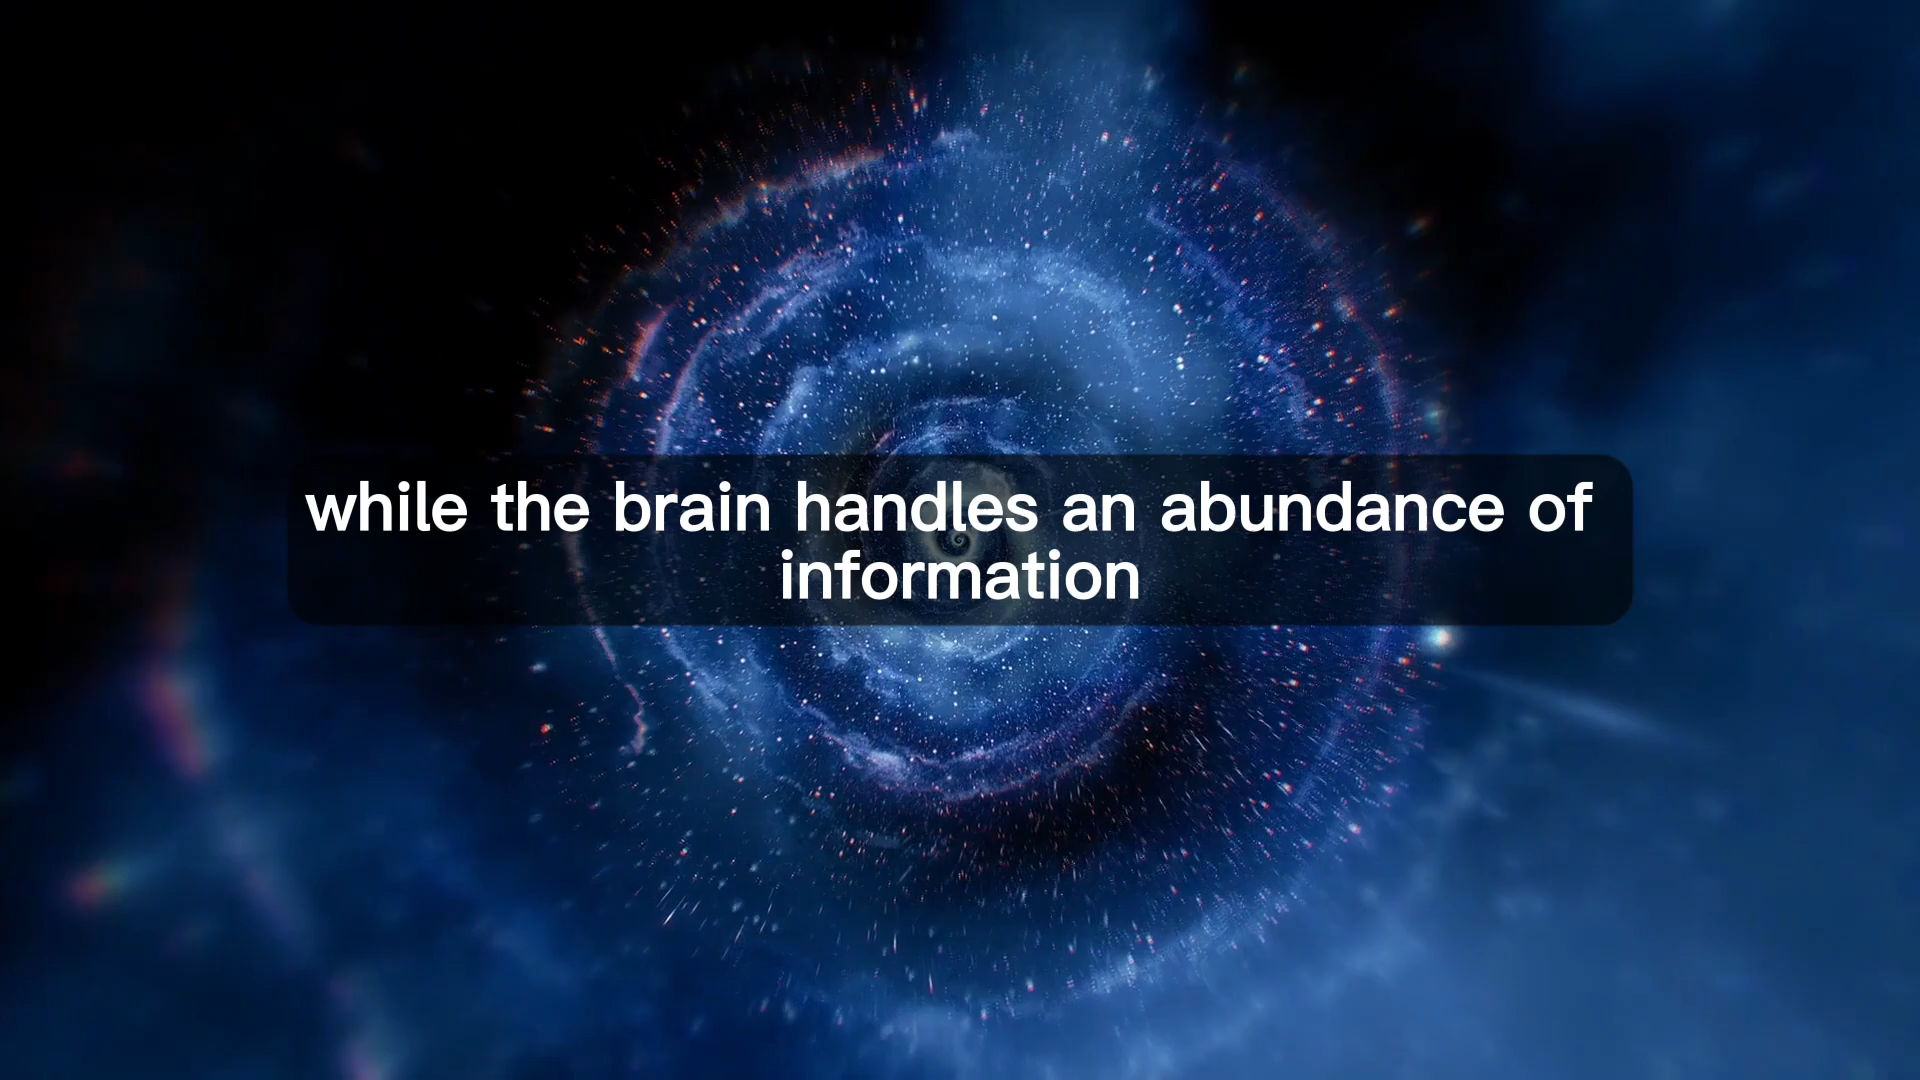 while the brain handles an abundance of
information